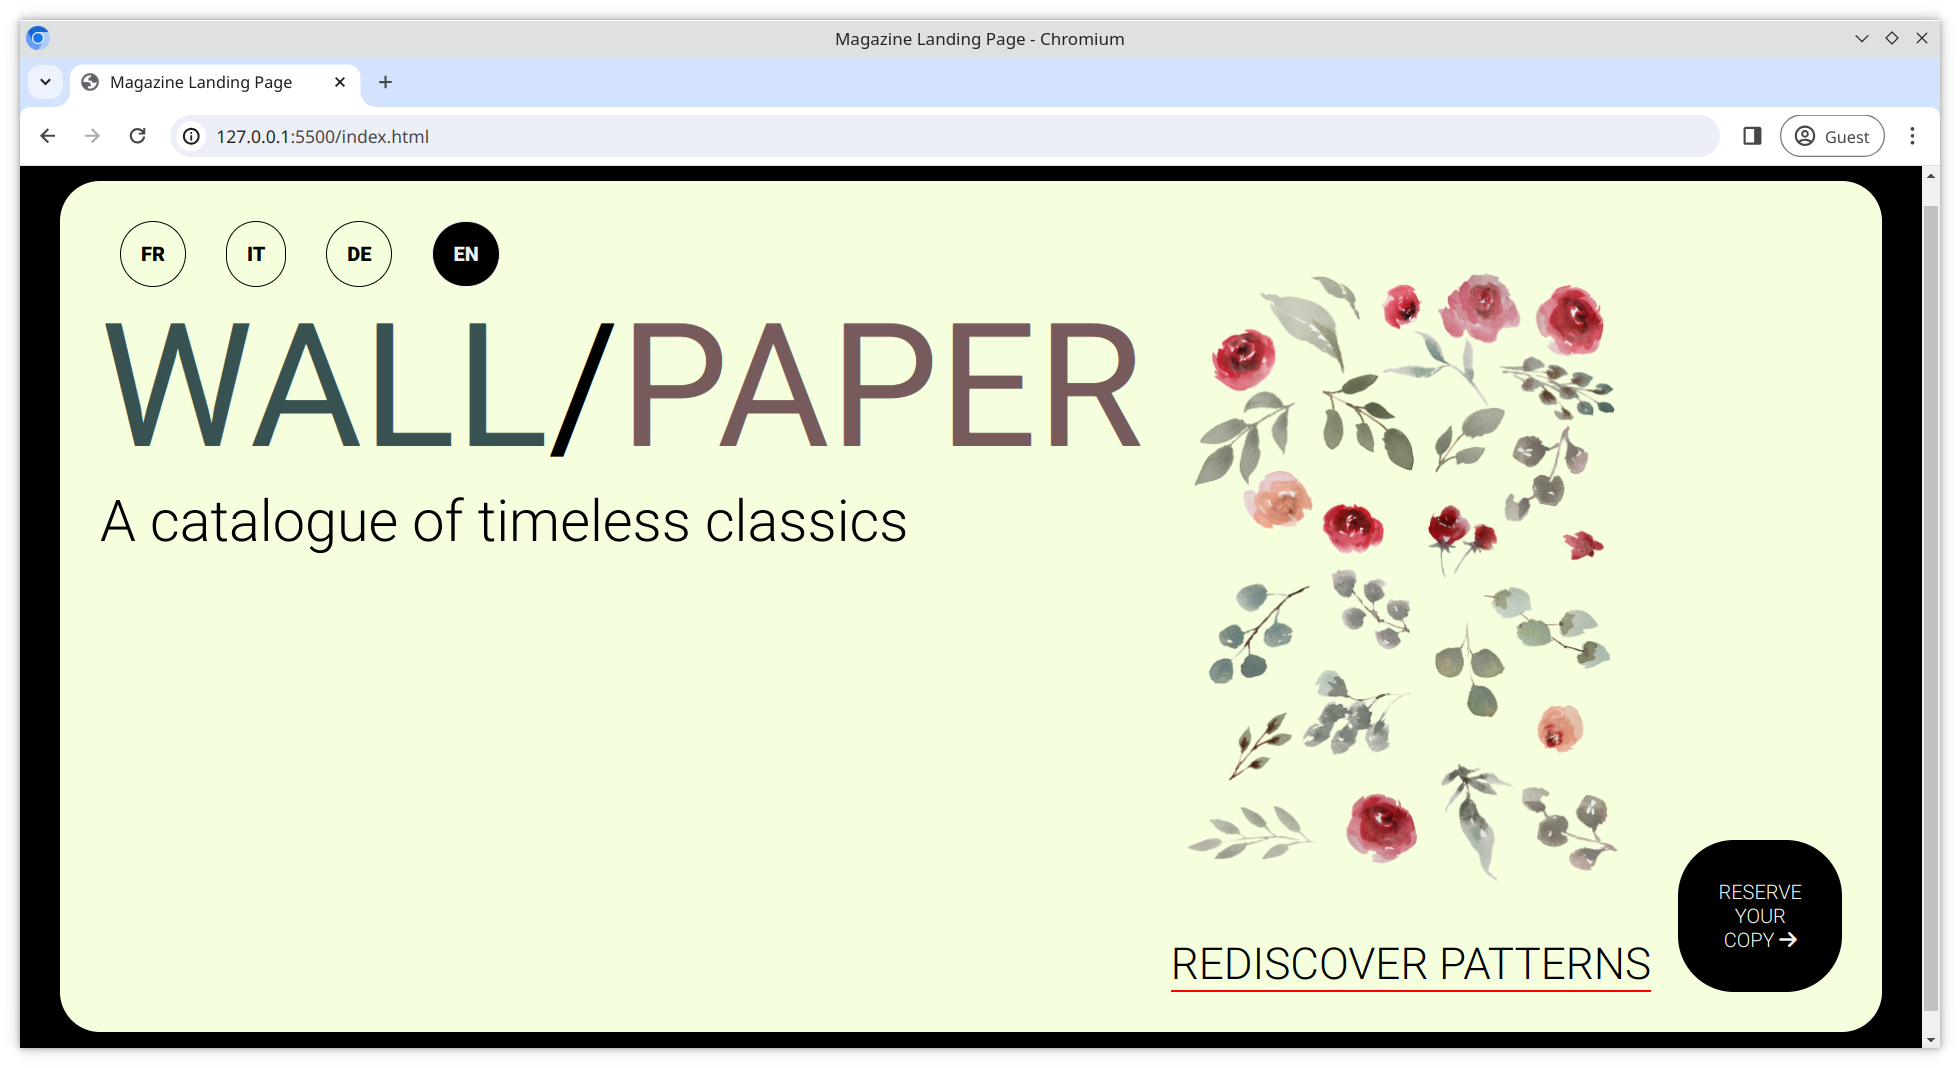 Magazine Landing Page - Chromium
Magazine Landing Page
127.0.0.1:5500/index.html
Guest
FR IT DE EN
WALL/PAPER
A catalogue of timeless classics
RESERVE
YOUR
COPY
REDISCOVER PATTERNS